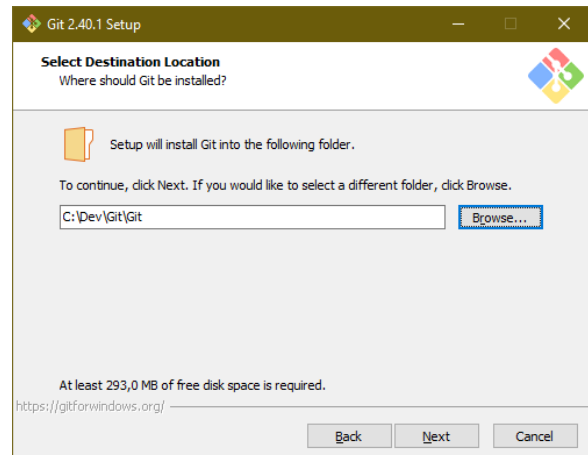 Git 2.40.1 Setup
Select Destination Location
Where should Git be installed?
Setup will install Git into the following folder.
To continue, click Next. If you would like to select a different folder, click Browse.
C:\Dev\Git\Git
Browse...
At least 293,0 MB of free disk space is required.
https://gitforwindows.org/
Back
Next
Cancel